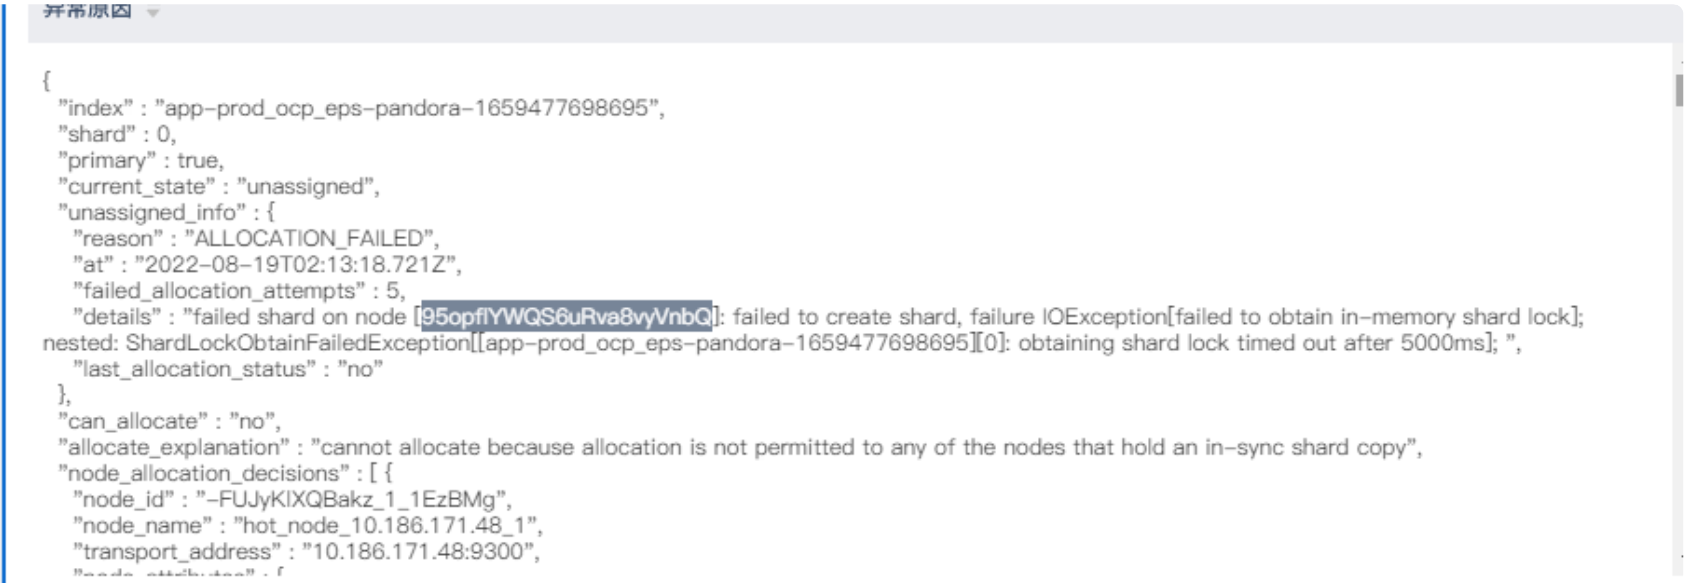 异常原因
{
"index" : "app-prod_ocp_eps-pandora-1659477698695",
"shard" : 0,
"primary" : true,
"current_state" : "unassigned",
"unassigned_info" : {
"reason" : "ALLOCATION_FAILED",
"at" : "2022-08-19T02:13:18.721Z",
"failed_allocation_attempts" : 5,
"details" : "failed shard on node [95opflYWQS6uRva8vyVnbQ]: failed to create shard, failure IOException[failed to obtain in-memory shard lock];
nested: ShardLockObtainFailedException[[app-prod_ocp_eps-pandora-1659477698695][0]: obtaining shard lock timed out after 5000ms]; ",
"last_allocation_status" : "no"
},
"can_allocate" : "no",
"allocate_explanation" : "cannot allocate because allocation is not permitted to any of the nodes that hold an in-sync shard copy",
"node_allocation_decisions" : [ {
"node_id" : "-FUJyKlXQBakz_1_1EzBMg",
"node_name" : "hot_node_10.186.171.48_1",
"transport_address" : "10.186.171.48:9300",
"node_attributes" : {